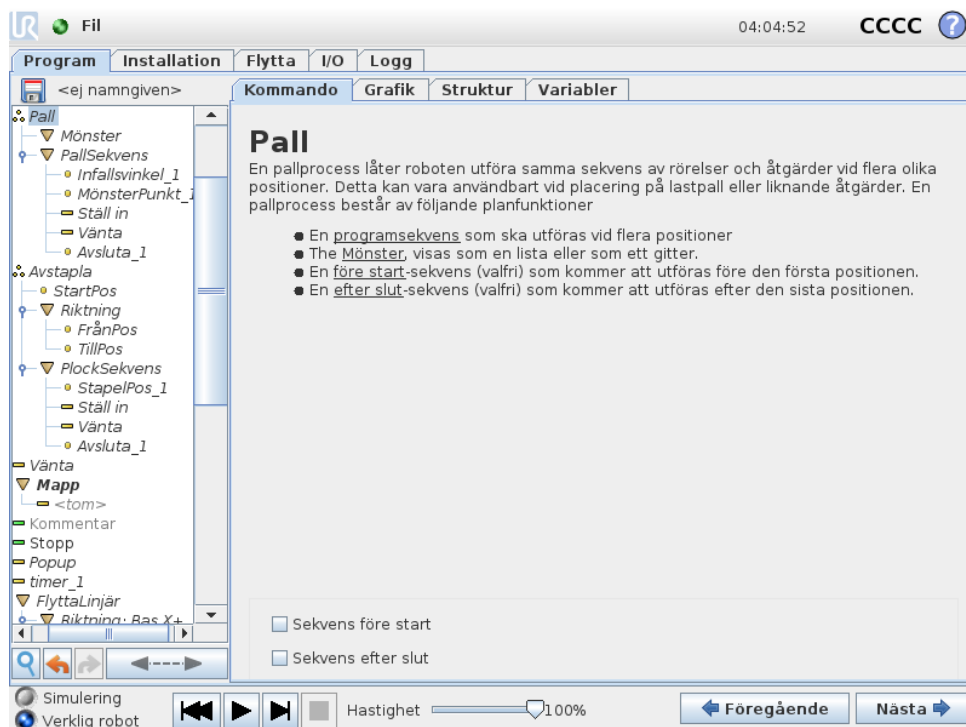 UR Fil 04:04:52 CCCC ?
Program Installation Flytta I/O Logg
<ej namngiven>
Kommando Grafik Struktur Variabler
Pall
Mönster
PallSekvens
Infallsvinkel_1
MönsterPunkt_1
Ställ in
Vänta
Avsluta_1
Avstapla
StartPos
Riktning
FrånPos
TillPos
PlockSekvens
StapelPos_1
Ställ in
Vänta
Avsluta_1
Vänta
Mapp
<tom>
Kommentar
Stopp
Popup
timer_1
FlyttaLinjär
Riktning: Bas X+
Pall
En pallprocess låter roboten utföra samma sekvens av rörelser och åtgärder vid flera olika
positioner. Detta kan vara användbart vid placering på lastpall eller liknande åtgärder. En
pallprocess består av följande planfunktioner
● En programsekvens som ska utföras vid flera positioner
● The Mönster, visas som en lista eller som ett gitter.
● En före start-sekvens (valfri) som kommer att utföras före den första positionen.
● En efter slut-sekvens (valfri) som kommer att utföras efter den sista positionen.
Sekvens före start
Sekvens efter slut
Simulering
Verklig robot
Hastighet 100%
Föregående Nästa